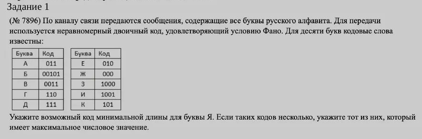 Задание 1
(№ 7896) По каналу связи передаются сообщения, содержащие все буквы русского алфавита. Для передачи
используется неравномерный двоичный код, удовлетворяющий условию Фано. Для десяти букв кодовые слова
известны:
Буква Код Буква Код
А 011 Е 010
Б 00101 Ж 000
В 0011 З 1000
Г 110 И 1001
Д 111 К 101
Укажите возможный код минимальной длины для буквы Я. Если таких кодов несколько, укажите тот из них, который
имеет максимальное числовое значение.